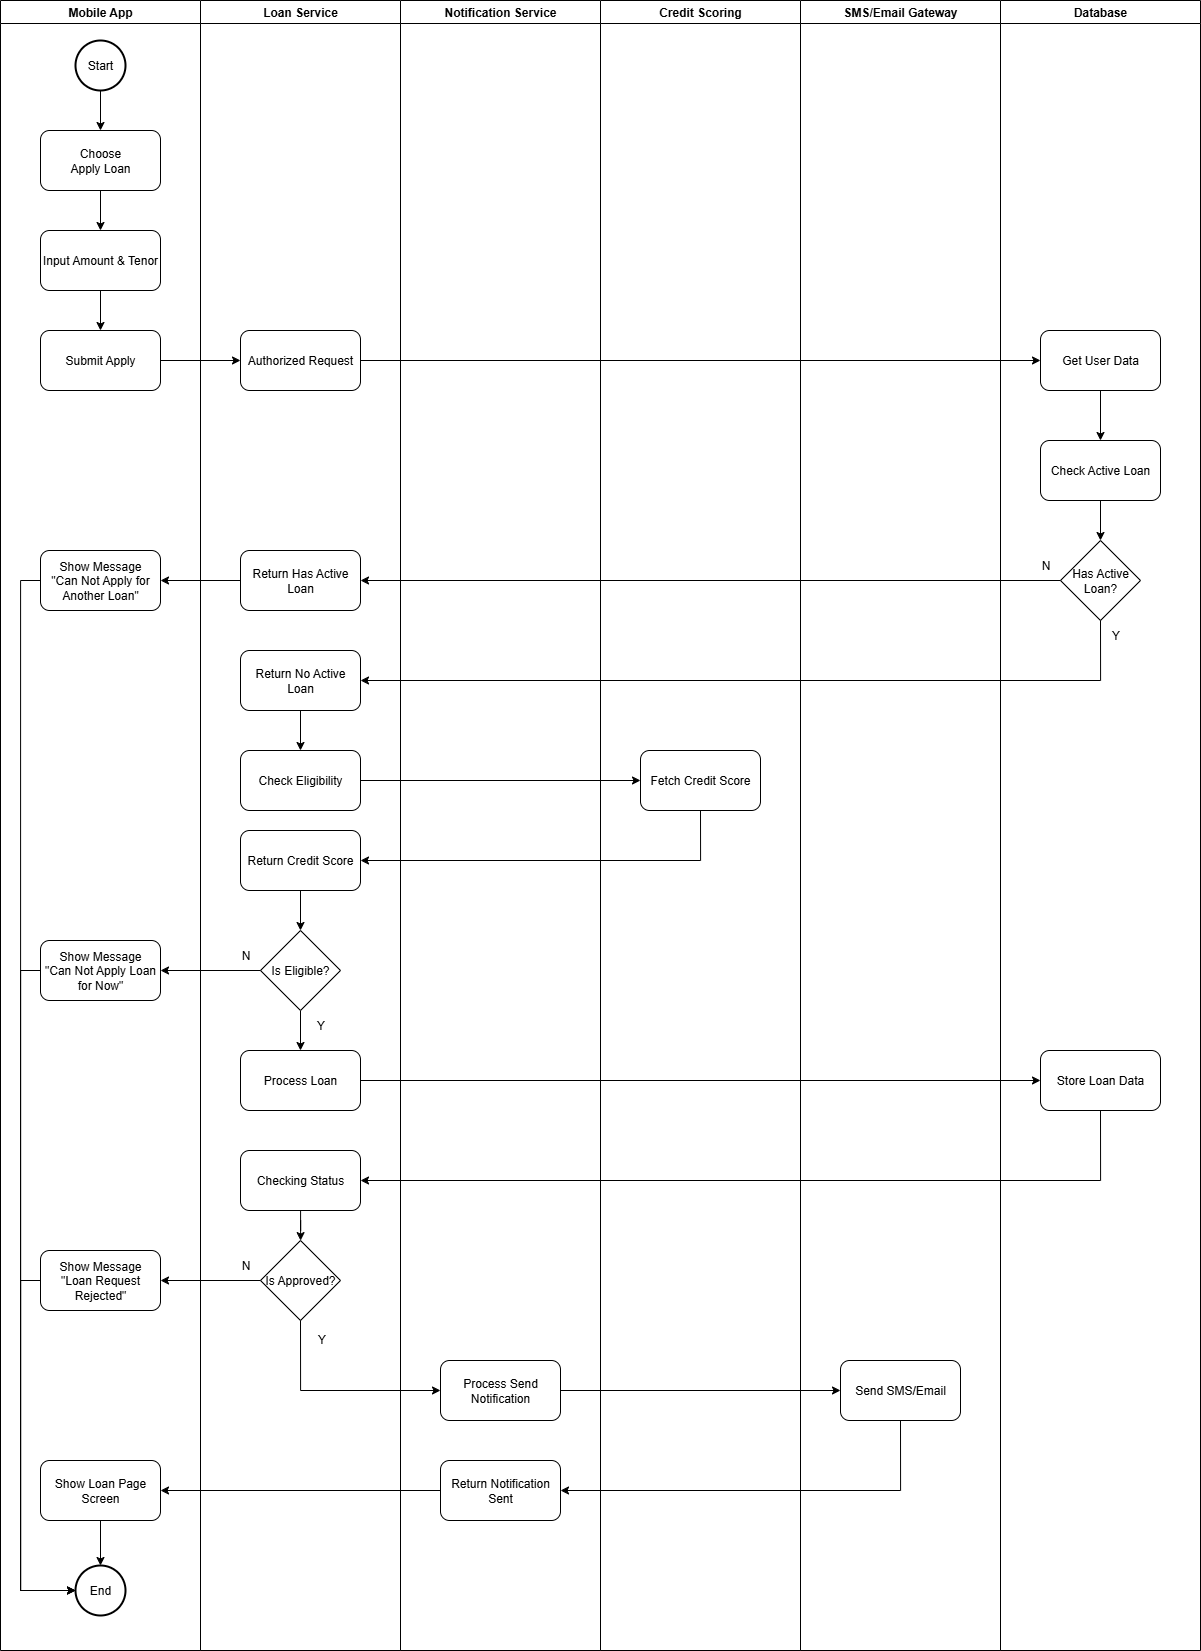 Mobile App
Loan Service
Notification Service
Credit Scoring
SMS/Email Gateway
Database
Start
Choose
Apply Loan
Input Amount & Tenor
Submit Apply
Authorized Request
Get User Data
Check Active Loan
Show Message
"Can Not Apply for
Another Loan"
Return Has Active
Loan
N
Has Active
Loan?
Y
Return No Active
Loan
Check Eligibility
Fetch Credit Score
Return Credit Score
Show Message
"Can Not Apply Loan
for Now"
N
Is Eligible?
Y
Process Loan
Store Loan Data
Checking Status
Show Message
"Loan Request
Rejected"
N
Is Approved?
Y
Process Send
Notification
Send SMS/Email
Show Loan Page
Screen
Return Notification
Sent
End